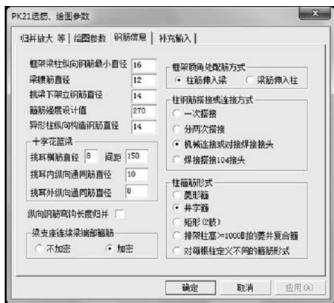 PK21选筋、绘图参数
归并放大 等 绘图参数 钢筋信息 补充输入
框架梁柱纵向钢筋最小直径 16
梁腰筋直径 12
挑梁下架立钢筋直径 14
箍筋强度设计值 270
异形柱纵向构造钢筋直径 14
十字花篮梁
挑耳横筋直径 8 间距 150
挑耳内纵向通筋直径 10
挑耳外纵向通筋直径 8
纵向钢筋弯钩长度归并
梁支座连续梁端部箍筋
不加密 加密
框架顶角处配筋方式
柱筋伸入梁 梁筋伸入柱
柱钢筋搭接或连接方式
一次搭接
分两次搭接
机械连接或对接焊接接头
焊接搭接10d接头
柱箍筋形式
菱形箍
井字箍
矩形(2肢)
排架柱宽>=1000时的菱井复合箍
对每根柱定义不同的箍筋形式
确定 取消 应用(A)